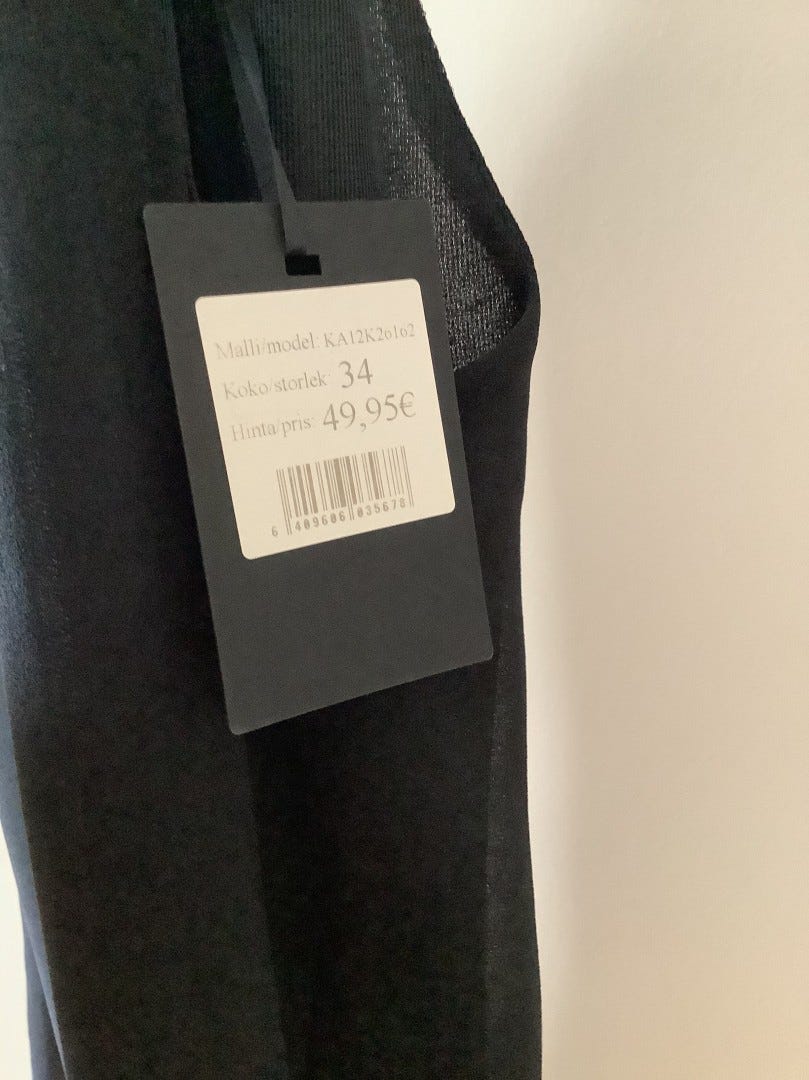 Malli/model: KA12K26162
Koko/storlek: 34
Hinta/pris: 49,95€
6 409606 035678